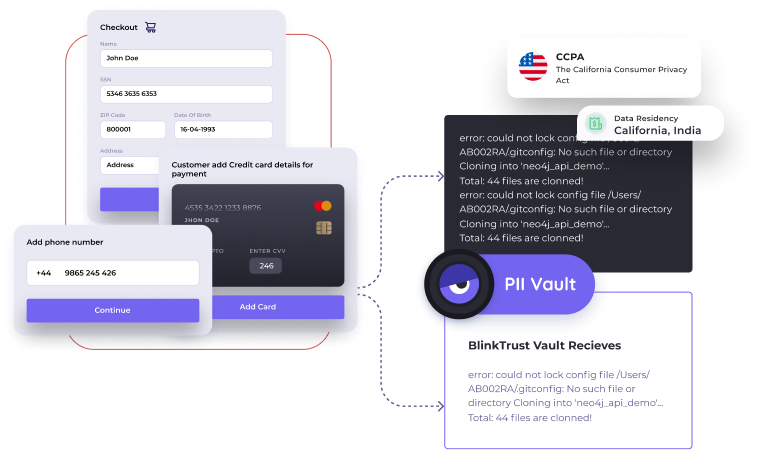 Checkout
Name
John Doe
SSN
5346 3635 6353
ZIP Code
Date Of Birth
800001
16-04-1993
Address
Address
Customer add Credit card details for
payment
4535 3422 1233 8876
JHON DOE
PTO
ENTER CVV
246
Add Card
Add phone number
+44 9865 245 426
Continue
CCPA
The California Consumer Privacy
Act
Data Residency
California, India
error: could not lock config
AB002RA/.gitconfig: No such file or directory
Cloning into 'neo4j_api_demo'...
Total: 44 files are clonned!
error: could not lock config file /Users/
AB002RA/.gitconfig: No such file or directory
Cloning into 'neo4j_api_demo'...
Total: 44 files are clonned!
PII Vault
BlinkTrust Vault Recieves
error: could not lock config file /Users/
AB002RA/.gitconfig: No such file or
directory Cloning into 'neo4j_api_demo'...
Total: 44 files are clonned!